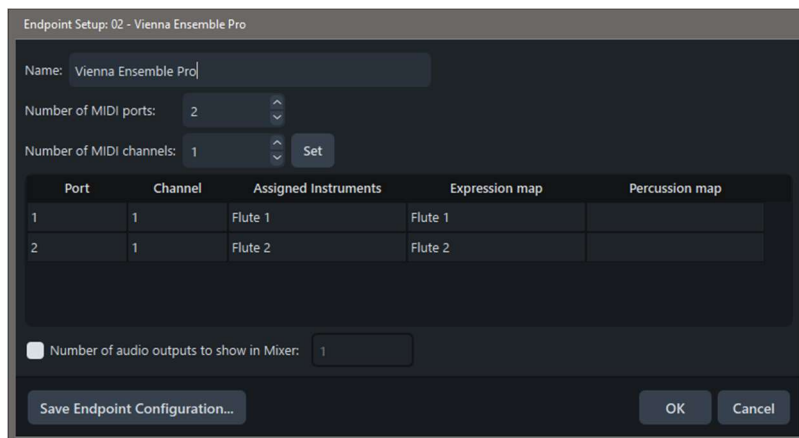 Endpoint Setup: 02 - Vienna Ensemble Pro
Name: Vienna Ensemble Pro
Number of MIDI ports: 2
Number of MIDI channels: 1 Set
Port Channel Assigned Instruments Expression map Percussion map
1 1 Flute 1 Flute 1
2 1 Flute 2 Flute 2
Number of audio outputs to show in Mixer: 1
Save Endpoint Configuration... OK Cancel